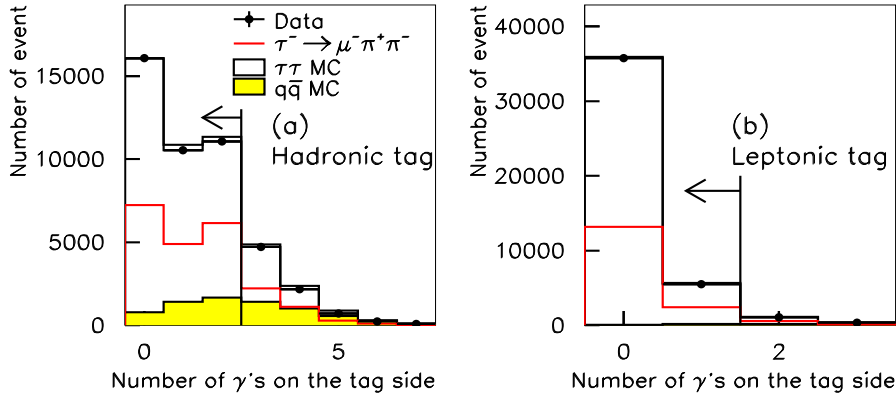 Number of event
15000
10000
5000
0
0
5
Number of γ's on the tag side
Data
τ⁻ → μ⁻π⁺π⁻
ττ MC
qq̄ MC
(a)
Hadronic tag
Number of event
40000
30000
20000
10000
0
0
2
Number of γ's on the tag side
(b)
Leptonic tag